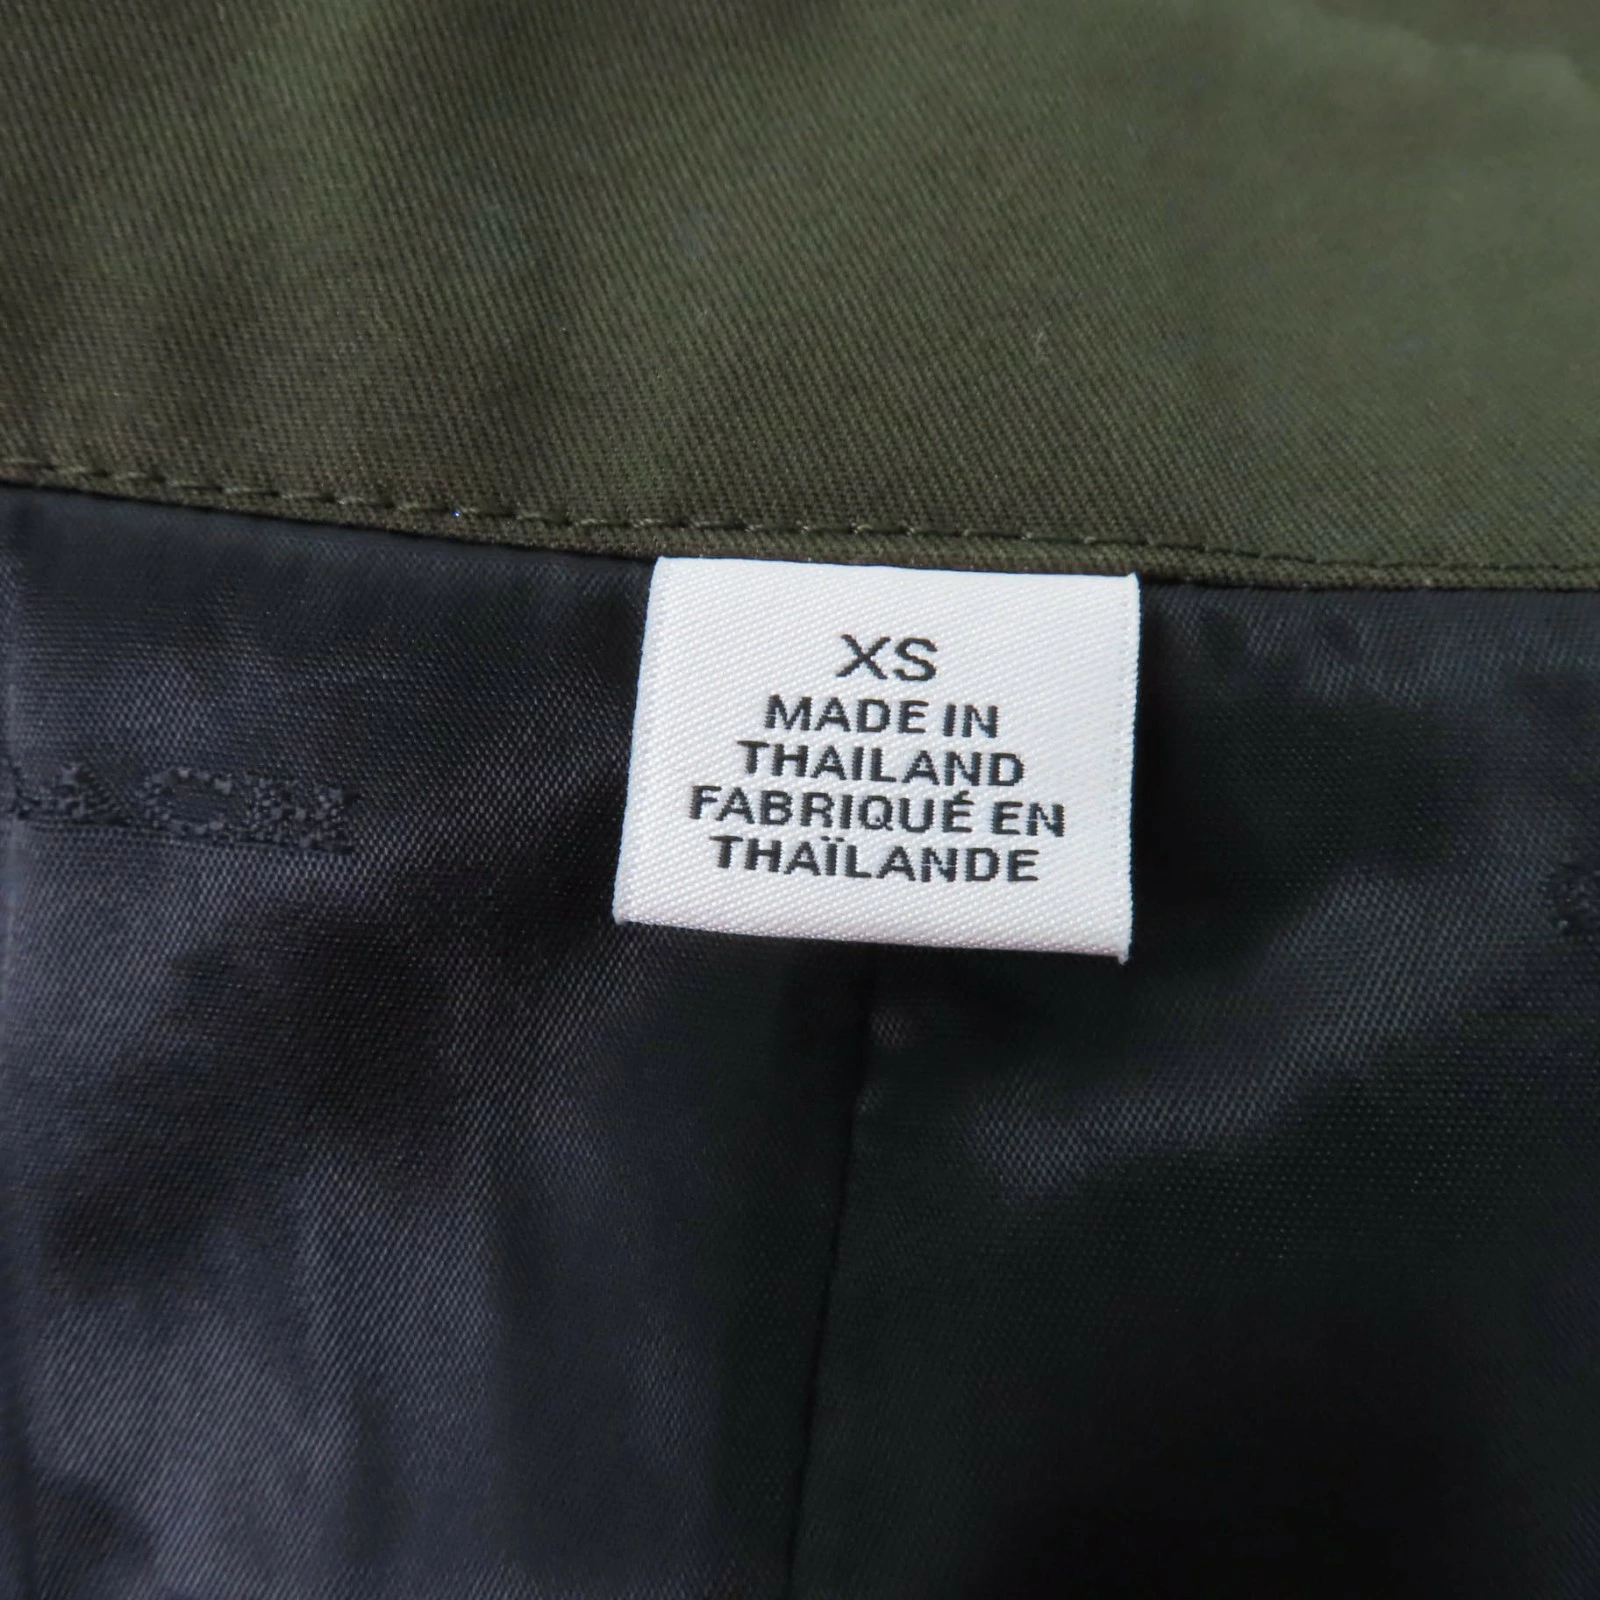 XS
MADE IN
THAILAND
FABRIQUÉ EN
THAÏLANDE